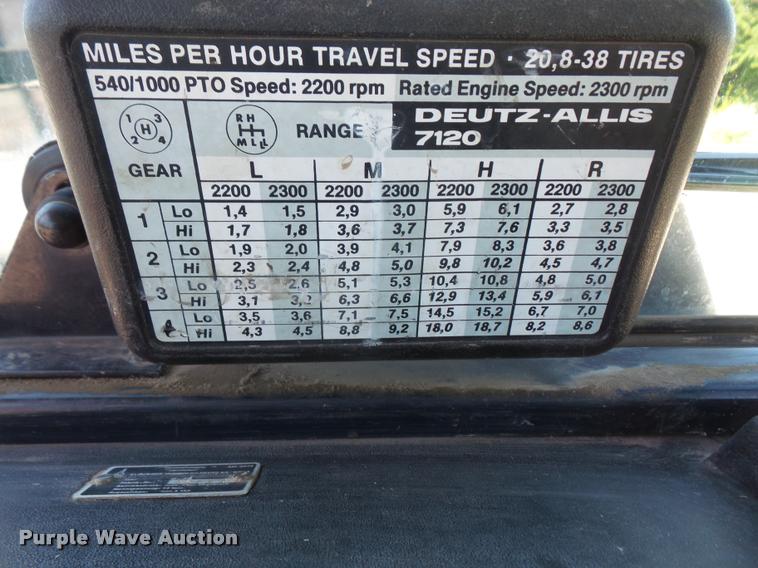 MILES PER HOUR TRAVEL SPEED · 20,8-38 TIRES
540/1000 PTO Speed: 2200 rpm Rated Engine Speed: 2300 rpm
1 3 H 2 4
R H
M L LL
RANGE
DEUTZ-ALLIS
7120
GEAR L M H R
2200 2300 2200 2300 2200 2300 2200 2300
1 Lo 1,4 1,5 2,9 3,0 5,9 6,1 2,7 2,8
Hi 1,7 1,8 3,6 3,7 7,3 7,6 3,3 3,5
2 Lo 1,9 2,0 3,9 4,1 7,9 8,3 3,6 3,8
Hi 2,3 2,4 4,8 5,0 9,8 10,2 4,5 4,7
3 Lo 2,5 2,6 5,1 5,3 10,4 10,8 4,8 5,0
Hi 3,1 3,2 6,3 6,6 12,9 13,4 5,9 6,1
4 Lo 3,5 3,6 7,1 7,5 14,5 15,2 6,7 7,0
Hi 4,3 4,5 8,8 9,2 18,0 18,7 8,2 8,6
Purple Wave Auction